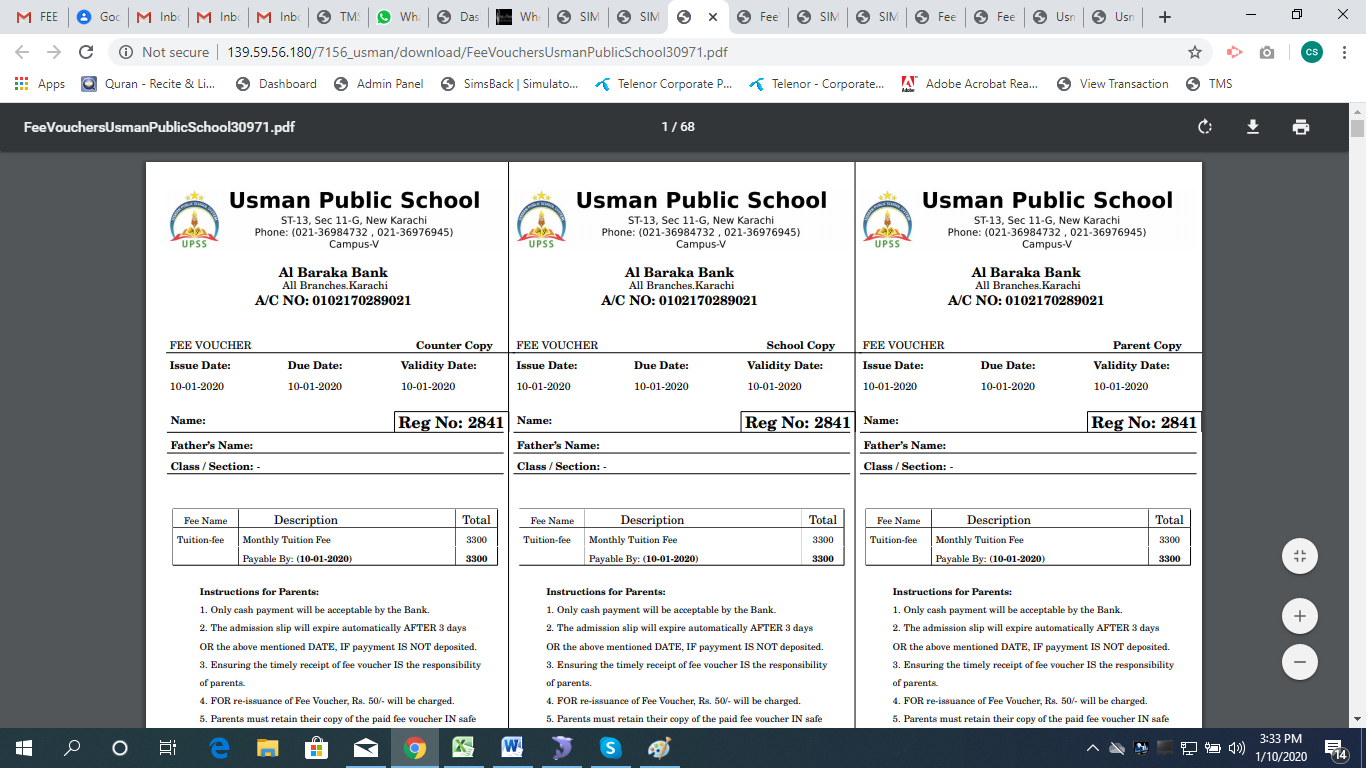 FEE
Goc
Inbo
Inbo
Inbo
TMS
Wha
Das
Whe
SIM
SIM
Fee
SIM
SIM
Fee
Fee
Usn
Usn
Not secure | 139.59.56.180/7156_usman/download/FeeVouchersUsmanPublicSchool30971.pdf
CS
Apps Quran - Recite & Li... Dashboard Admin Panel SimsBack | Simulato... Telenor Corporate P... Telenor - Corporate... Adobe Acrobat Rea... View Transaction TMS
FeeVouchersUsmanPublicSchool30971.pdf 1 / 68
Usman Public School
ST-13, Sec 11-G, New Karachi
Phone: (021-36984732 , 021-36976945)
Campus-V
UPSS
Al Baraka Bank
All Branches.Karachi
A/C NO: 0102170289021
FEE VOUCHER Counter Copy
Issue Date: Due Date: Validity Date:
10-01-2020 10-01-2020 10-01-2020
Name: Reg No: 2841
Father's Name:
Class / Section: -
Fee Name Description Total
Tuition-fee Monthly Tuition Fee 3300
Payable By: (10-01-2020) 3300
Instructions for Parents:
1. Only cash payment will be acceptable by the Bank.
2. The admission slip will expire automatically AFTER 3 days
OR the above mentioned DATE, IF payyment IS NOT deposited.
3. Ensuring the timely receipt of fee voucher IS the responsibility
of parents.
4. FOR re-issuance of Fee Voucher, Rs. 50/- will be charged.
5. Parents must retain their copy of the paid fee voucher IN safe
Usman Public School
ST-13, Sec 11-G, New Karachi
Phone: (021-36984732 , 021-36976945)
Campus-V
UPSS
Al Baraka Bank
All Branches.Karachi
A/C NO: 0102170289021
FEE VOUCHER School Copy
Issue Date: Due Date: Validity Date:
10-01-2020 10-01-2020 10-01-2020
Name: Reg No: 2841
Father's Name:
Class / Section: -
Fee Name Description Total
Tuition-fee Monthly Tuition Fee 3300
Payable By: (10-01-2020) 3300
Instructions for Parents:
1. Only cash payment will be acceptable by the Bank.
2. The admission slip will expire automatically AFTER 3 days
OR the above mentioned DATE, IF payyment IS NOT deposited.
3. Ensuring the timely receipt of fee voucher IS the responsibility
of parents.
4. FOR re-issuance of Fee Voucher, Rs. 50/- will be charged.
5. Parents must retain their copy of the paid fee voucher IN safe
Usman Public School
ST-13, Sec 11-G, New Karachi
Phone: (021-36984732 , 021-36976945)
Campus-V
UPSS
Al Baraka Bank
All Branches.Karachi
A/C NO: 0102170289021
FEE VOUCHER Parent Copy
Issue Date: Due Date: Validity Date:
10-01-2020 10-01-2020 10-01-2020
Name: Reg No: 2841
Father's Name:
Class / Section: -
Fee Name Description Total
Tuition-fee Monthly Tuition Fee 3300
Payable By: (10-01-2020) 3300
Instructions for Parents:
1. Only cash payment will be acceptable by the Bank.
2. The admission slip will expire automatically AFTER 3 days
OR the above mentioned DATE, IF payyment IS NOT deposited.
3. Ensuring the timely receipt of fee voucher IS the responsibility
of parents.
4. FOR re-issuance of Fee Voucher, Rs. 50/- will be charged.
5. Parents must retain their copy of the paid fee voucher IN safe
3:33 PM
1/10/2020
14